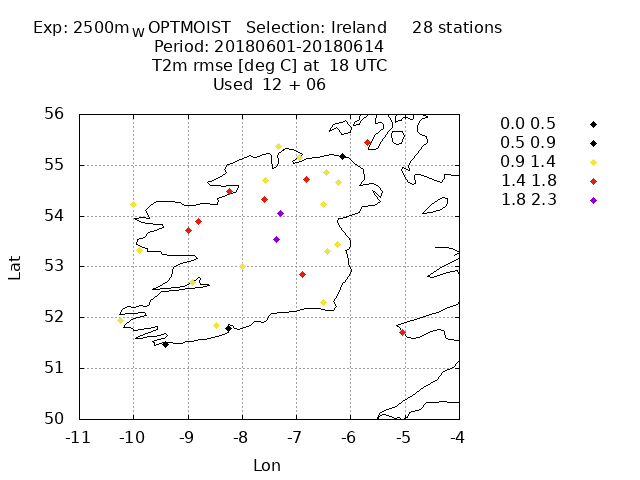 Exp: 2500m_W OPTMOIST   Selection: Ireland     28 stations
Period: 20180601-20180614
T2m rmse [deg C] at  18 UTC
Used  12 + 06
0.0 0.5
0.5 0.9
0.9 1.4
1.4 1.8
1.8 2.3
56
55
54
53
52
51
50
Lat
-11 -10 -9 -8 -7 -6 -5 -4
Lon